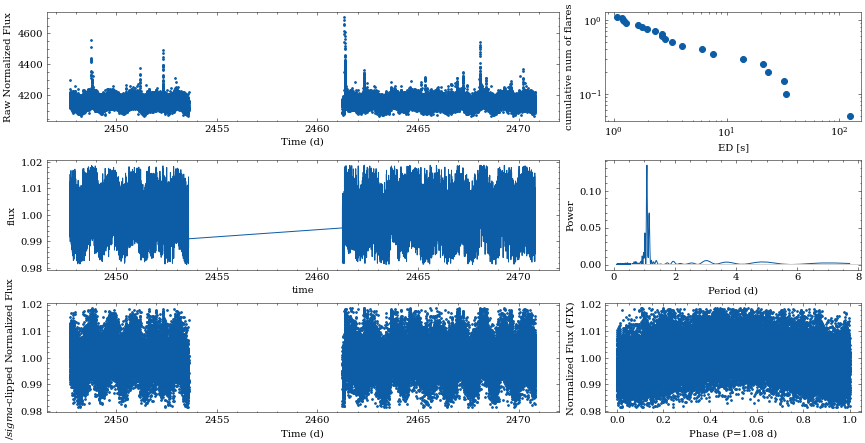 Raw Normalized Flux
4600
4400
4200
2450 2455 2460 2465 2470
Time (d)
cumulative num of flares
10⁰
10⁻¹
10⁰ 10¹ 10²
ED [s]
flux
1.02
1.01
1.00
0.99
0.98
2450 2455 2460 2465 2470
time
Power
0.10
0.05
0.00
0 2 4 6 8
Period (d)
/sigma-clipped Normalized Flux
1.02
1.01
1.00
0.99
0.98
2450 2455 2460 2465 2470
Time (d)
Normalized Flux (FIX)
1.02
1.01
1.00
0.99
0.98
0.0 0.2 0.4 0.6 0.8 1.0
Phase (P=1.08 d)